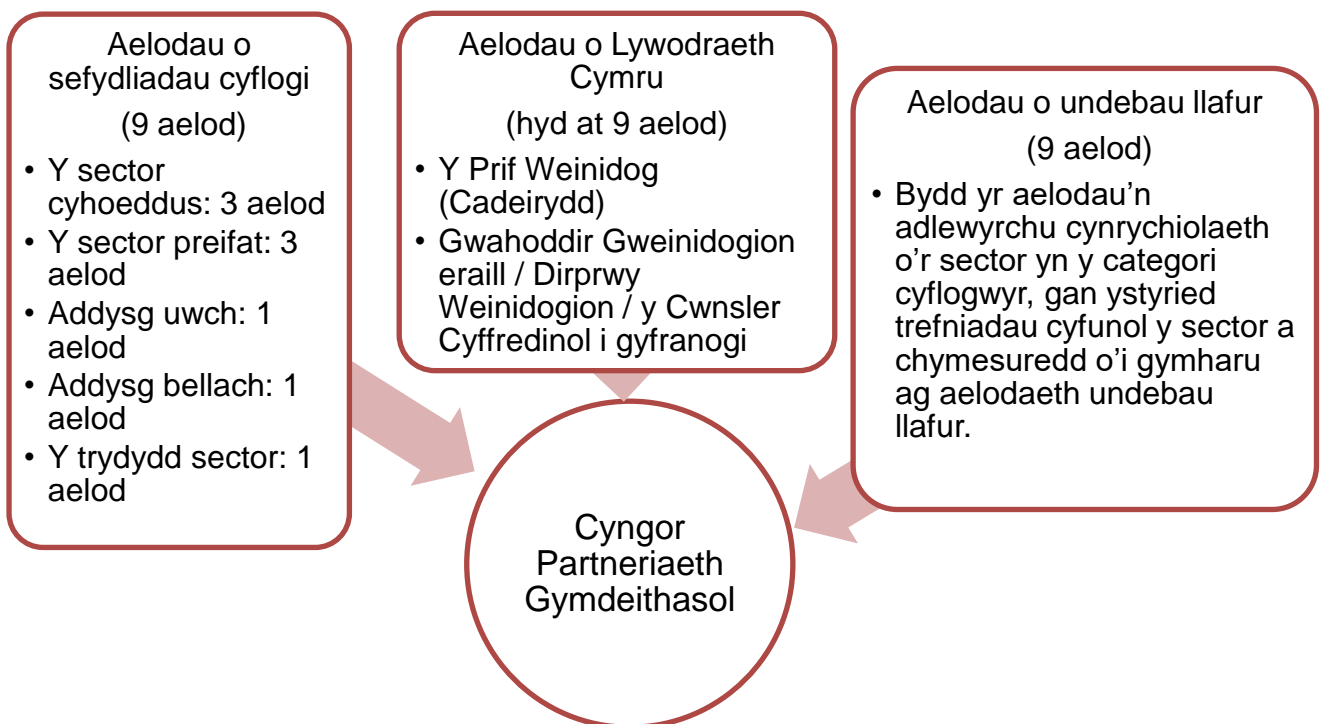 Aelodau o
sefydliadau cyflogi
(9 aelod)
• Y sector
cyhoeddus: 3 aelod
• Y sector preifat: 3
aelod
• Addysg uwch: 1
aelod
• Addysg bellach: 1
aelod
• Y trydydd sector: 1
aelod
Aelodau o Lywodraeth
Cymru
(hyd at 9 aelod)
• Y Prif Weinidog
(Cadeirydd)
• Gwahoddir Gweinidogion
eraill / Dirprwy
Weinidogion / y Cwnsler
Cyffredinol i gyfranogi
Aelodau o undebau llafur
(9 aelod)
• Bydd yr aelodau’n
adlewyrchu cynrychiolaeth
o’r sector yn y categori
cyflogwyr, gan ystyried
trefniadau cyfunol y sector a
chymesuredd o’i gymharu
ag aelodaeth undebau
llafur.
Cyngor
Partneriaeth
Gymdeithasol